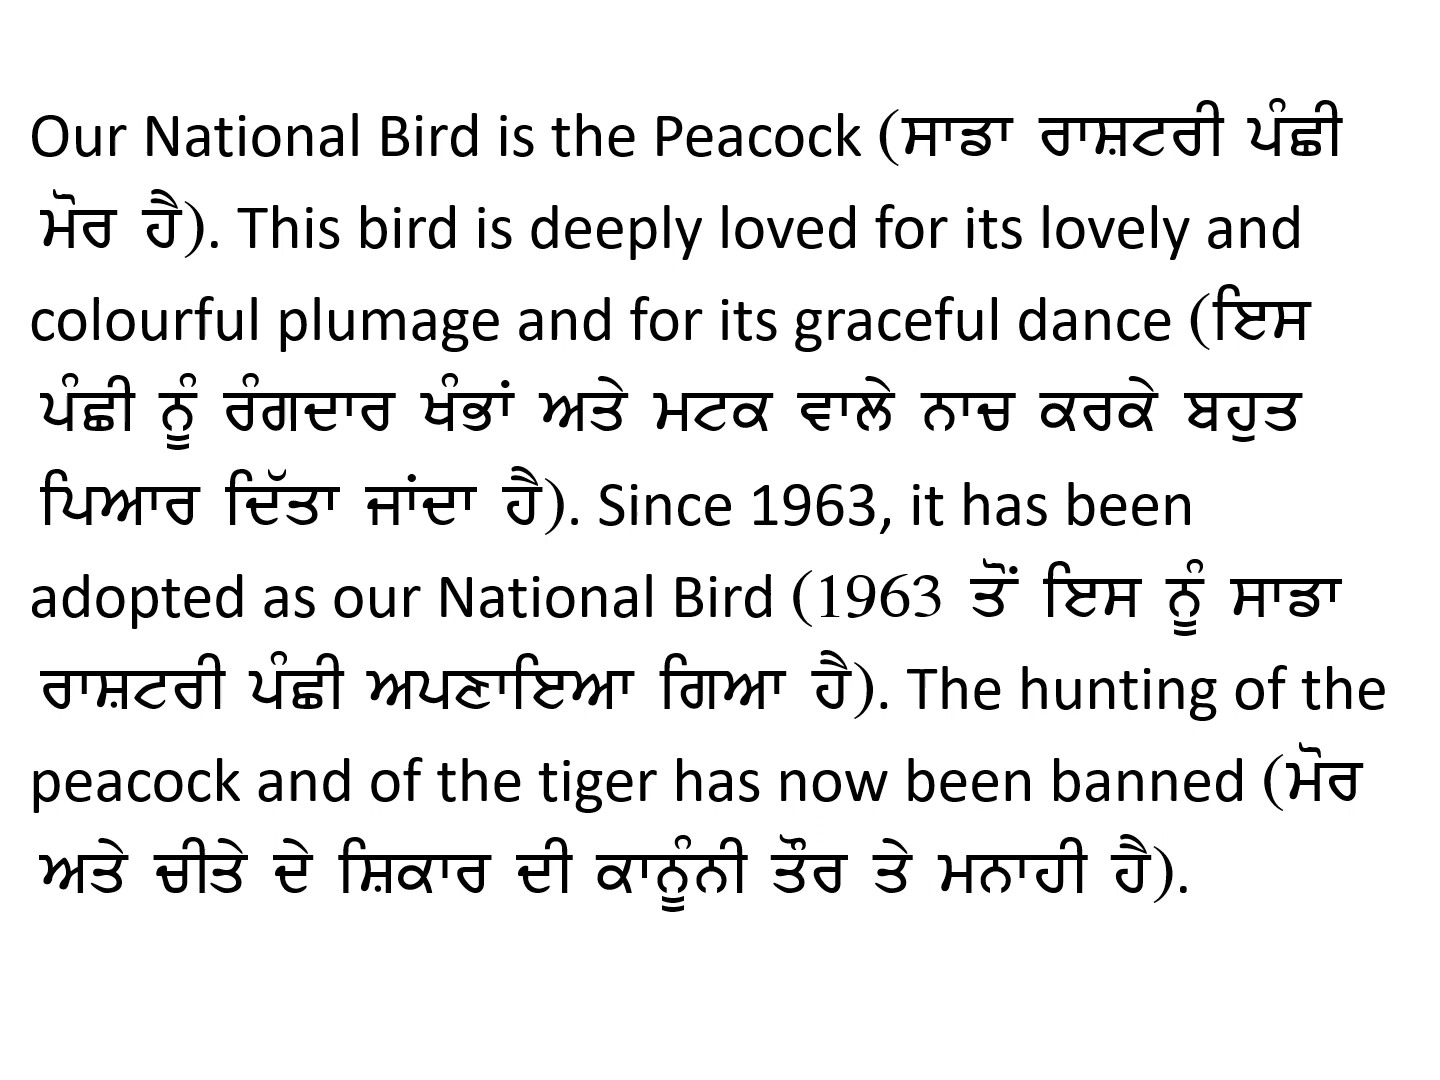 Our National Bird is the Peacock (ਸਾਡਾ ਰਾਸ਼ਟਰੀ ਪੰਛੀ
ਮੋਰ ਹੈ). This bird is deeply loved for its lovely and
colourful plumage and for its graceful dance (ਇਸ
ਪੰਛੀ ਨੂੰ ਰੰਗਦਾਰ ਖੰਭਾਂ ਅਤੇ ਮਟਕ ਵਾਲੇ ਨਾਚ ਕਰਕੇ ਬਹੁਤ
ਪਿਆਰ ਦਿੱਤਾ ਜਾਂਦਾ ਹੈ). Since 1963, it has been
adopted as our National Bird (1963 ਤੋਂ ਇਸ ਨੂੰ ਸਾਡਾ
ਰਾਸ਼ਟਰੀ ਪੰਛੀ ਅਪਣਾਇਆ ਗਿਆ ਹੈ). The hunting of the
peacock and of the tiger has now been banned (ਮੋਰ
ਅਤੇ ਚੀਤੇ ਦੇ ਸ਼ਿਕਾਰ ਦੀ ਕਾਨੂੰਨੀ ਤੌਰ ਤੇ ਮਨਾਹੀ ਹੈ).